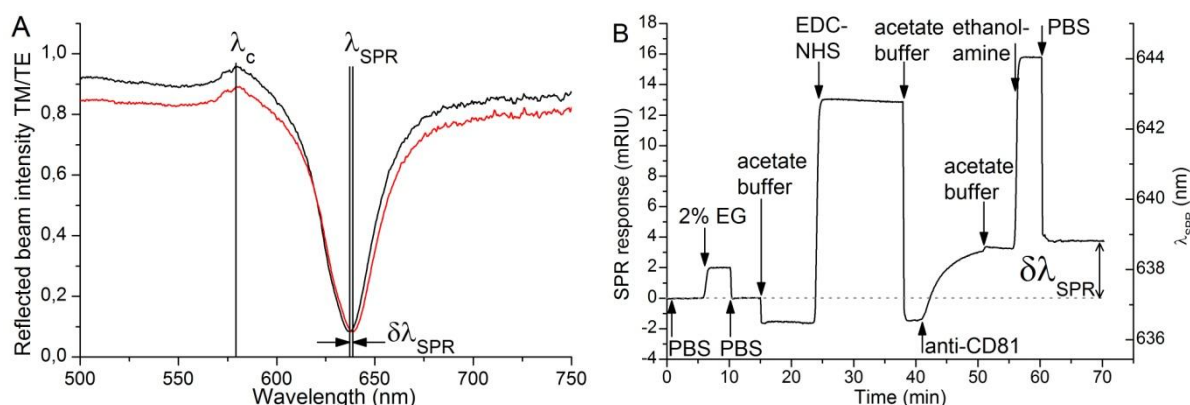 A
λc
λSPR
1,0
0,8
0,6
0,4
0,2
0,0
Reflected beam intensity TM/TE
δλSPR
500 550 600 650 700 750
Wavelength (nm)
B
EDC-
NHS
acetate
buffer
ethanol-
amine
PBS
18
16
14
12
10
8
6
4
2
0
-2
-4
SPR response (mRIU)
2% EG
acetate
buffer
acetate
buffer
δλSPR
PBS
PBS
anti-CD81
644
642
640
638
636
λSPR (nm)
0 10 20 30 40 50 60 70
Time (min)